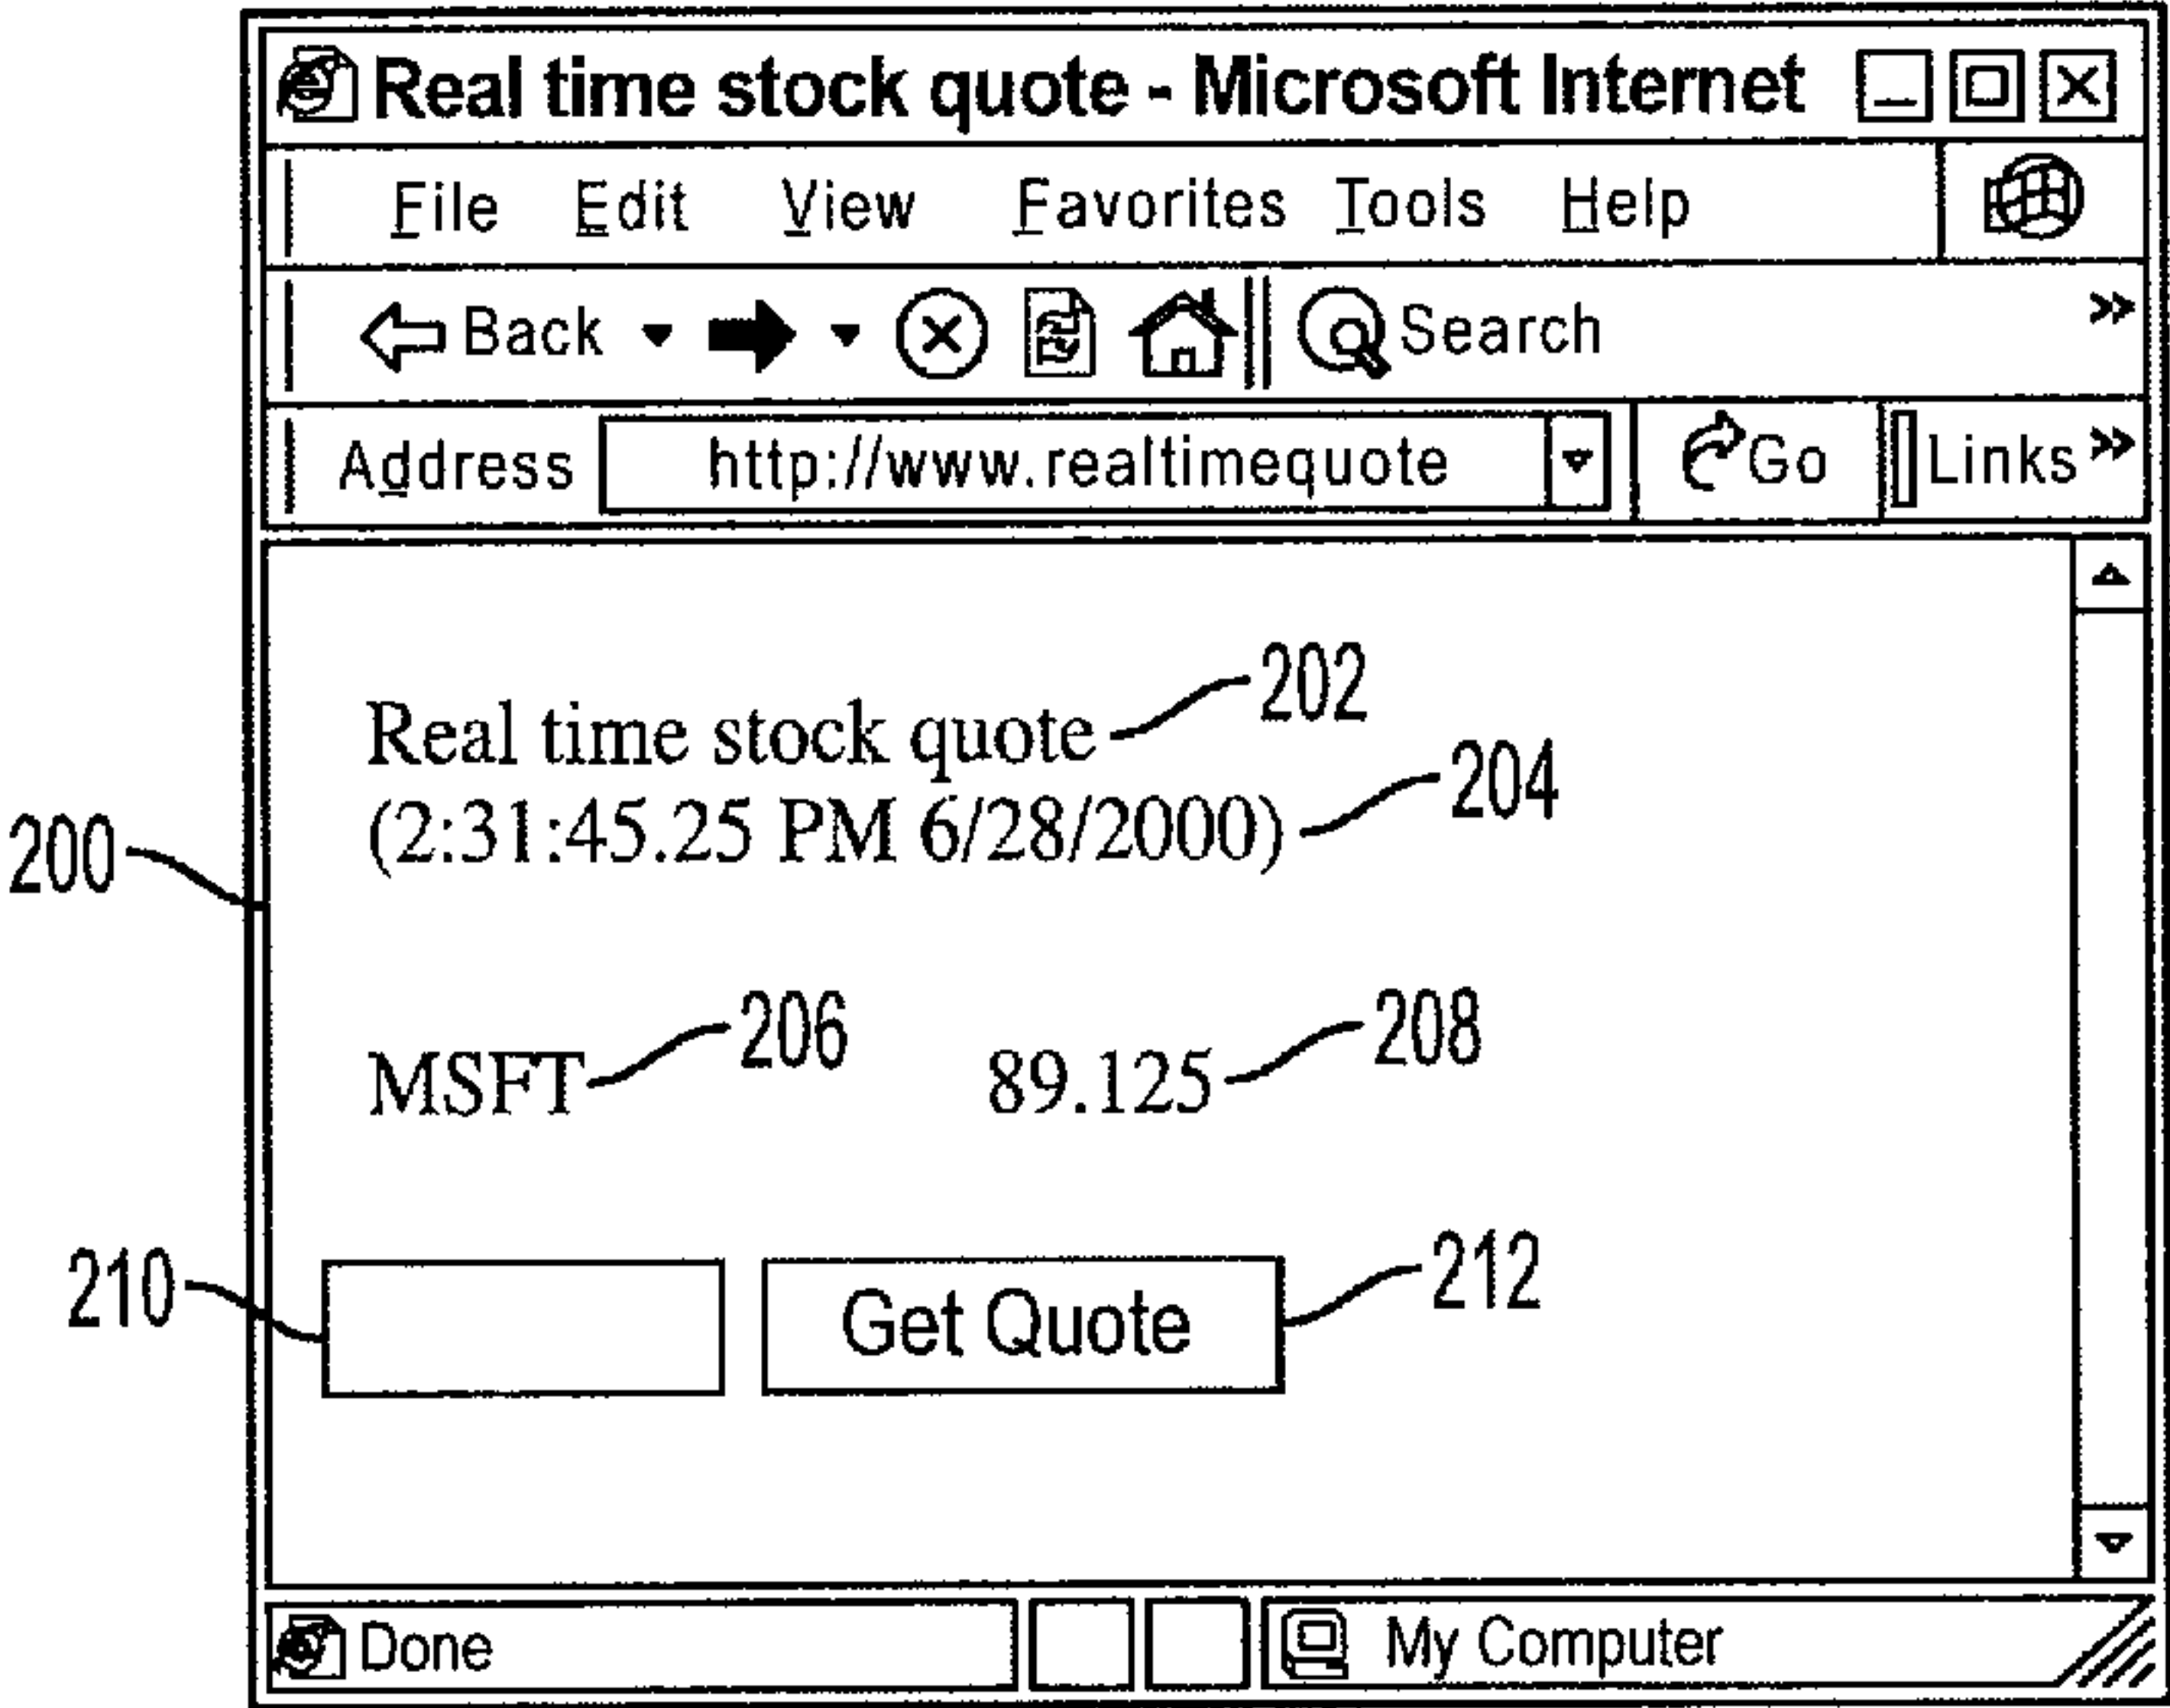 Real time stock quote - Microsoft Internet
File Edit View Favorites Tools Help
Back Search »
Address http://www.realtimequote Go Links »
202
Real time stock quote
204
(2:31:45.25 PM 6/28/2000)
200
206 208
MSFT 89.125
210 212
Get Quote
Done My Computer